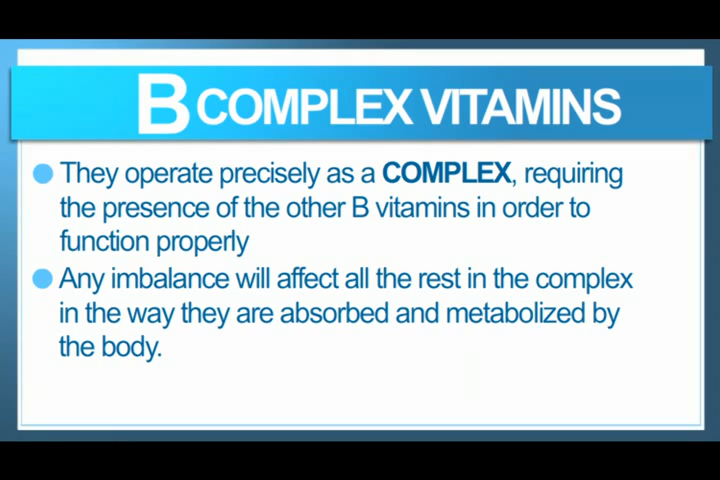 B COMPLEX VITAMINS
They operate precisely as a COMPLEX, requiring
the presence of the other B vitamins in order to
function properly
Any imbalance will affect all the rest in the complex
in the way they are absorbed and metabolized by
the body.